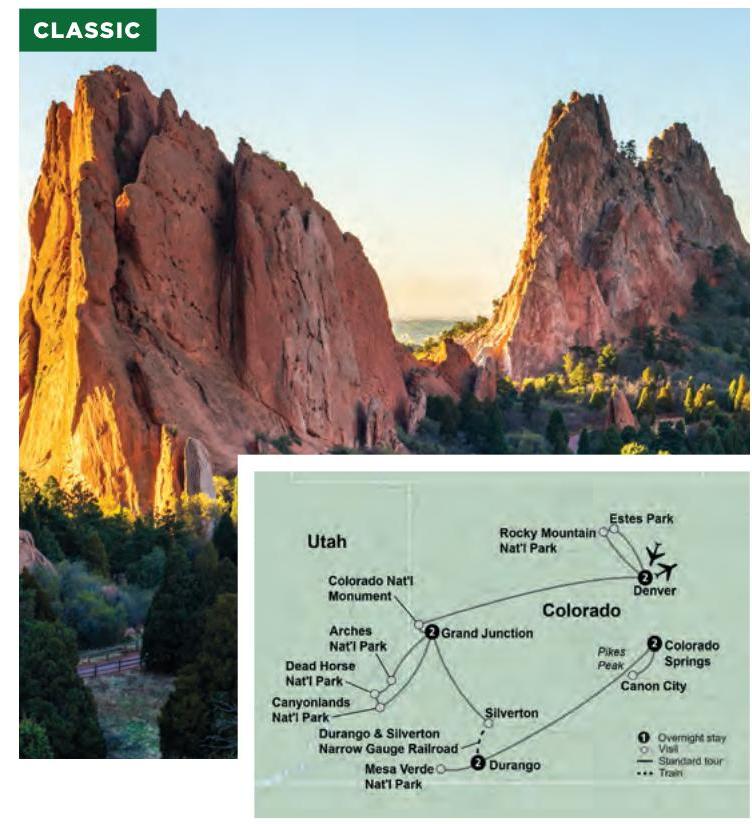 CLASSIC
Utah
Estes Park
Rocky Mountain
Nat'l Park
2
Denver
Colorado Nat'l
Monument
Colorado
2 Grand Junction
Arches
Nat'l Park
Dead Horse
Nat'l Park
Canyonlands
Nat'l Park
2 Colorado
Springs
Pikes
Peak
Canon City
Silverton
Durango & Silverton
Narrow Gauge Railroad
2 Durango
Mesa Verde
Nat'l Park
1 Overnight stay
Visit
Standard tour
Train